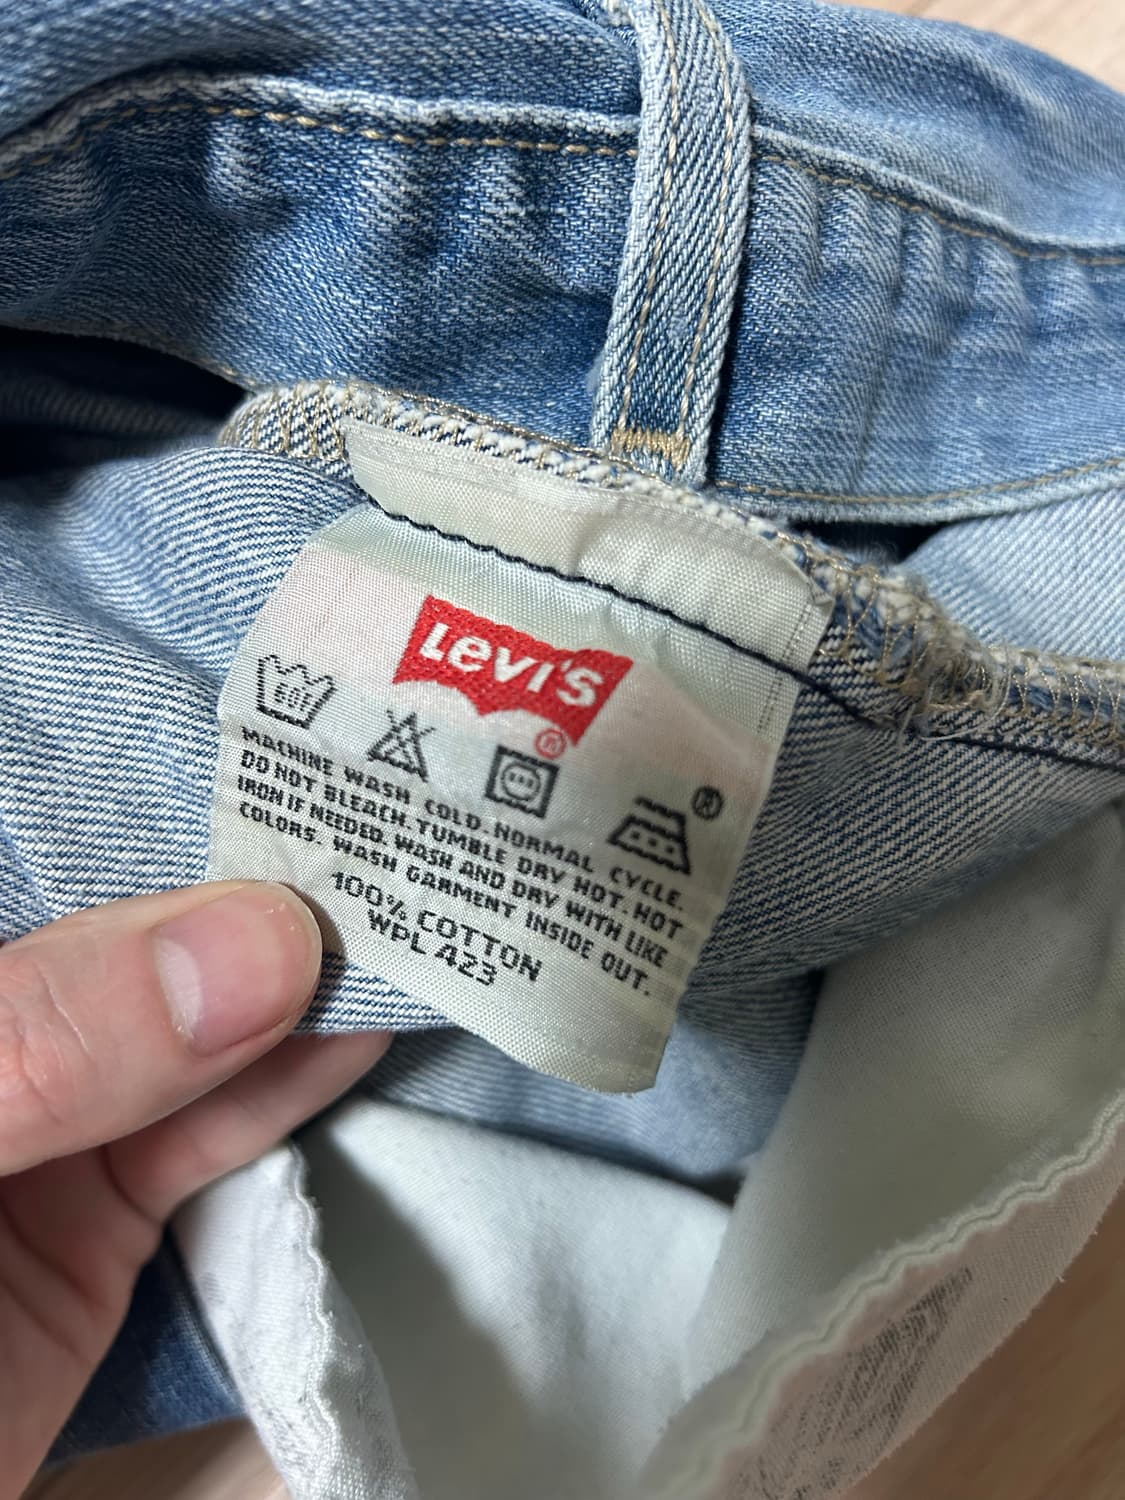 Levi's
®
60°
®
MACHINE WASH COLD. NORMAL CYCLE.
DO NOT BLEACH. TUMBLE DRY HOT. HOT
IRON IF NEEDED. WASH AND DRY WITH LIKE
COLORS. WASH GARMENT INSIDE OUT.
100% COTTON
WPL 423